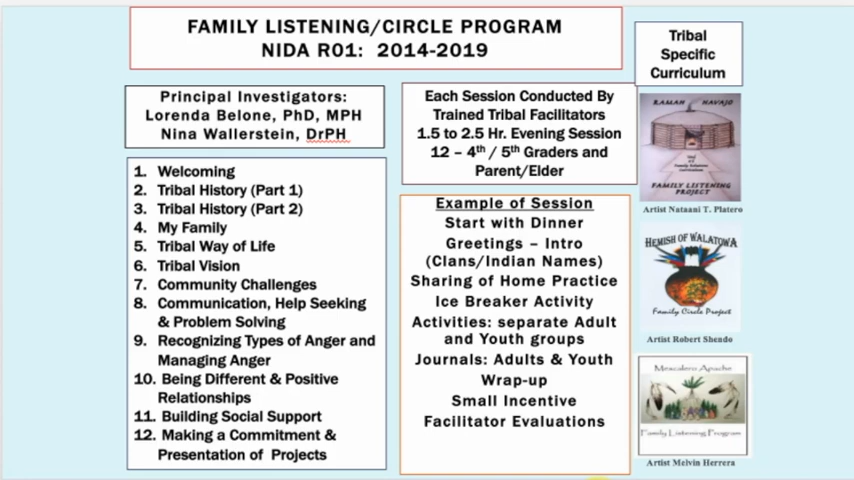 FAMILY LISTENING/CIRCLE PROGRAM
NIDA R01: 2014-2019
Tribal
Specific
Curriculum
Principal Investigators:
Lorenda Belone, PhD, MPH
Nina Wallerstein, DrPH
Each Session Conducted By
Trained Tribal Facilitators
1.5 to 2.5 Hr. Evening Session
12 – 4th / 5th Graders and
Parent/Elder
1. Welcoming
2. Tribal History (Part 1)
3. Tribal History (Part 2)
4. My Family
5. Tribal Way of Life
6. Tribal Vision
7. Community Challenges
8. Communication, Help Seeking
& Problem Solving
9. Recognizing Types of Anger and
Managing Anger
10. Being Different & Positive
Relationships
11. Building Social Support
12. Making a Commitment &
Presentation of Projects
Example of Session
Start with Dinner
Greetings – Intro
(Clans/Indian Names)
Sharing of Home Practice
Ice Breaker Activity
Activities: separate Adult
and Youth groups
Journals: Adults & Youth
Wrap-up
Small Incentive
Facilitator Evaluations
RAMAH NAVAJO
FAMILY LISTENING
PROJECT
Artist Nataani T. Platero
HEMISH OF WALATOWA
Family Circle Project
Artist Robert Shendo
Mescalero Apache
Family Listening Program
Artist Melvin Herrera